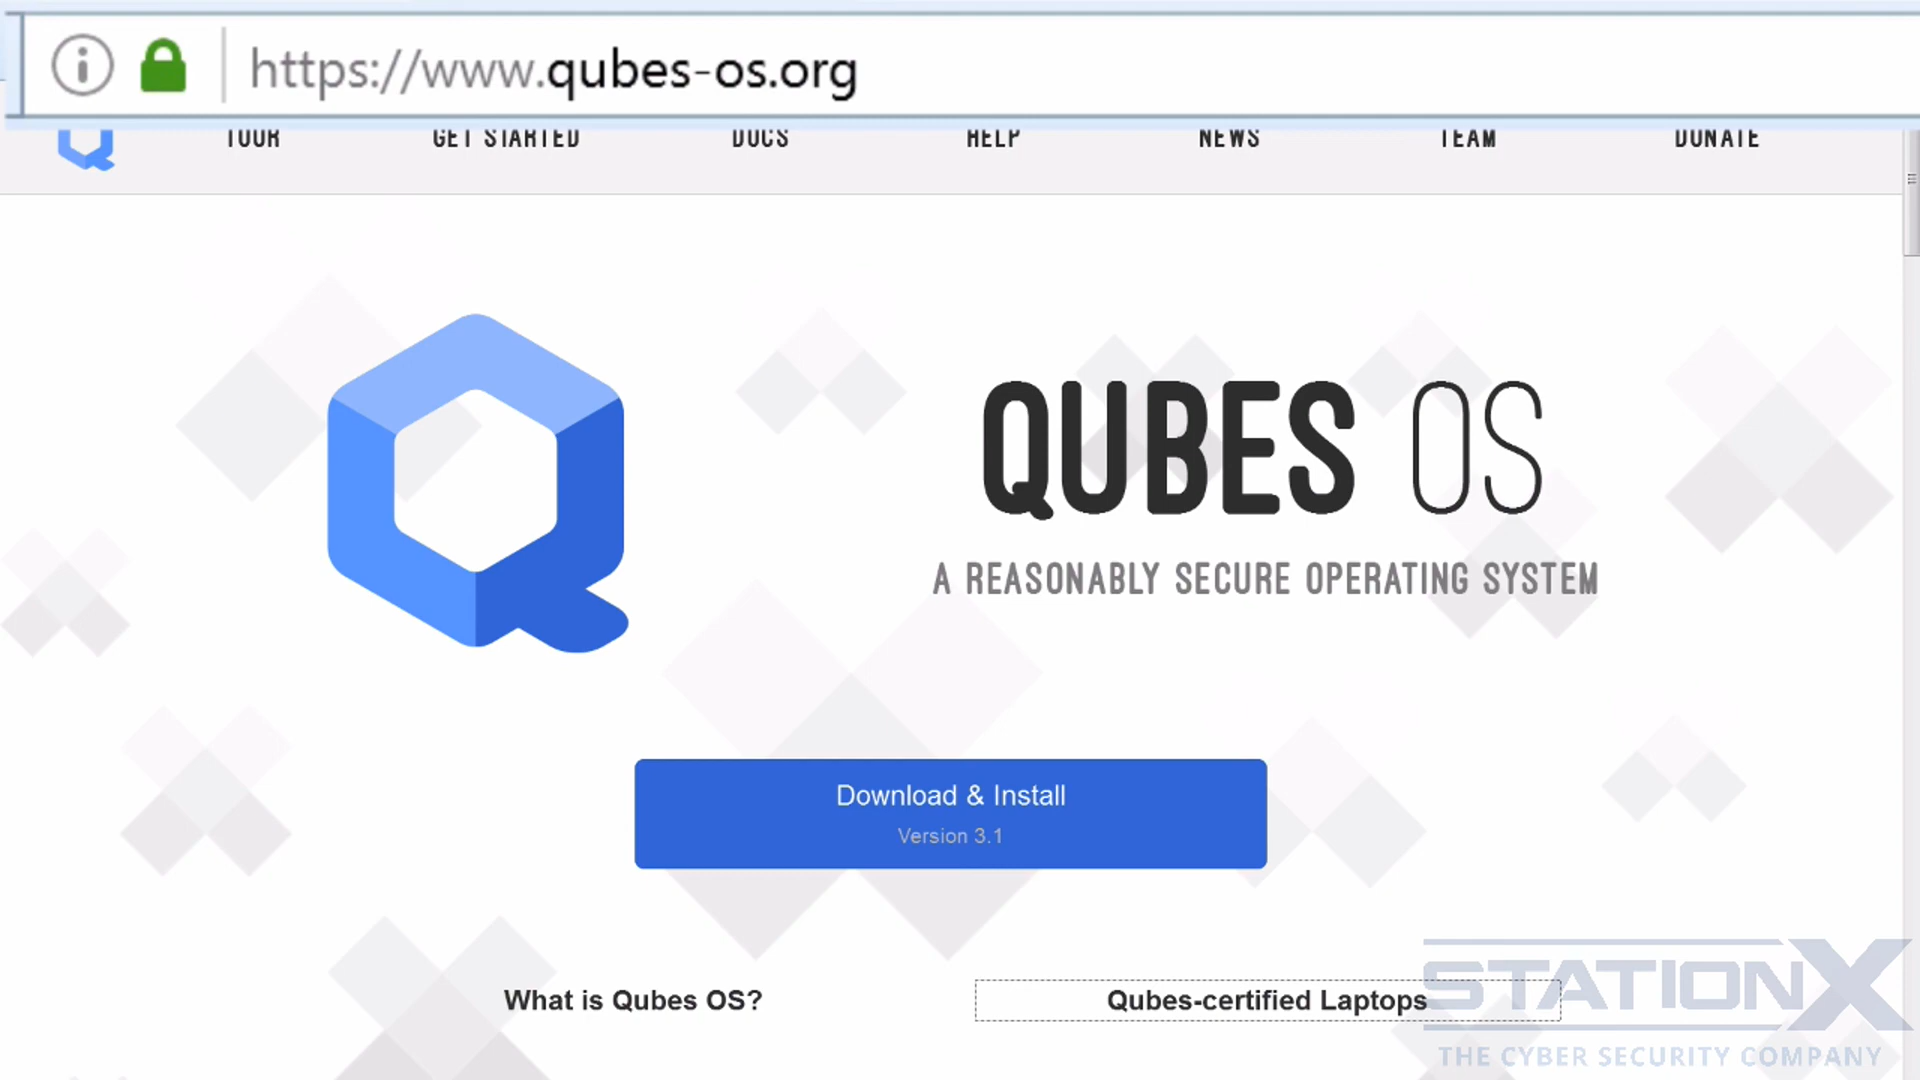 https://www.qubes-os.org
TOUR GET STARTED DOCS HELP NEWS TEAM DONATE
QUBES OS
A REASONABLY SECURE OPERATING SYSTEM
Download & Install
Version 3.1
What is Qubes OS? Qubes-certified Laptops
STATIONX
THE CYBER SECURITY COMPANY